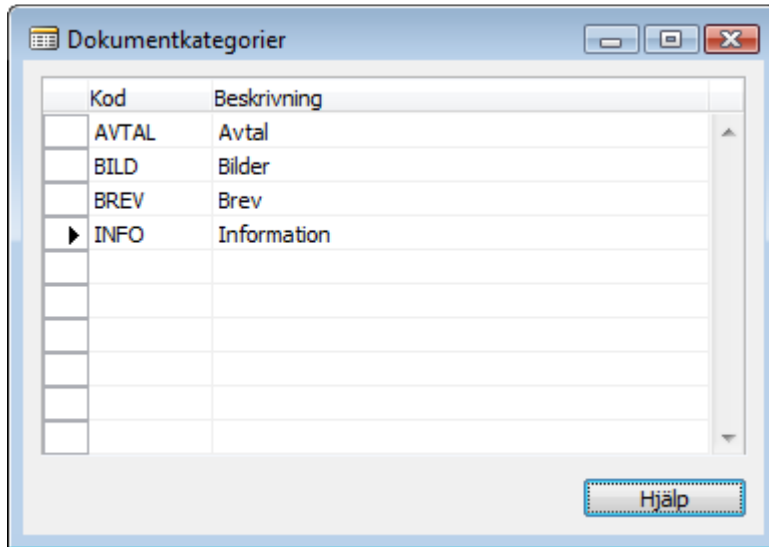 Dokumentkategorier
Kod Beskrivning
AVTAL Avtal
BILD Bilder
BREV Brev
INFO Information
Hjälp